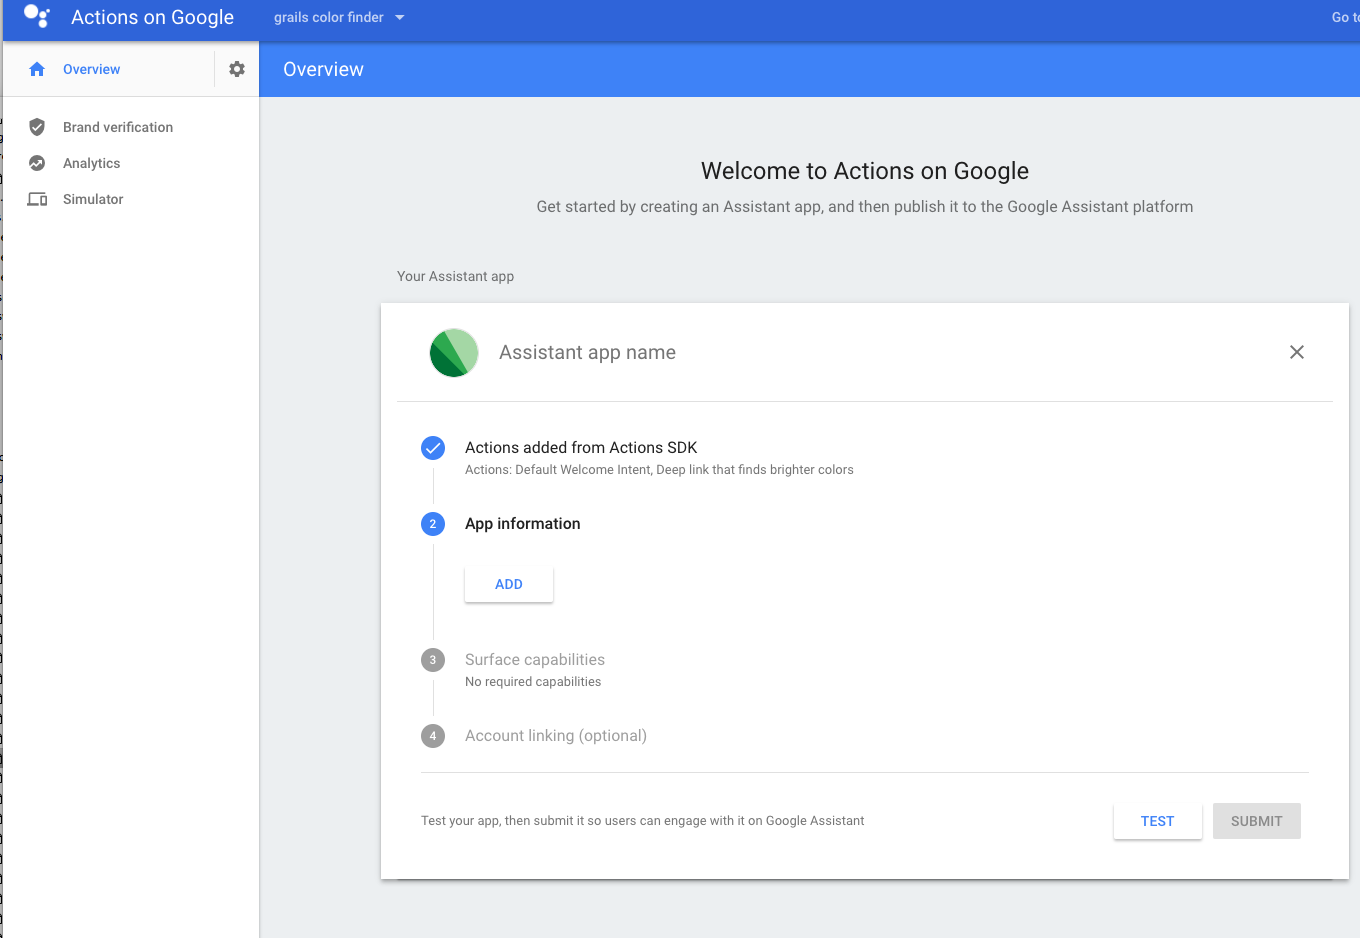 Actions on Google
grails color finder
Go to
Overview
Overview
Brand verification
Analytics
Simulator
Welcome to Actions on Google
Get started by creating an Assistant app, and then publish it to the Google Assistant platform
Your Assistant app
Assistant app name
Actions added from Actions SDK
Actions: Default Welcome Intent, Deep link that finds brighter colors
2 App information
ADD
3 Surface capabilities
No required capabilities
4 Account linking (optional)
Test your app, then submit it so users can engage with it on Google Assistant
TEST
SUBMIT